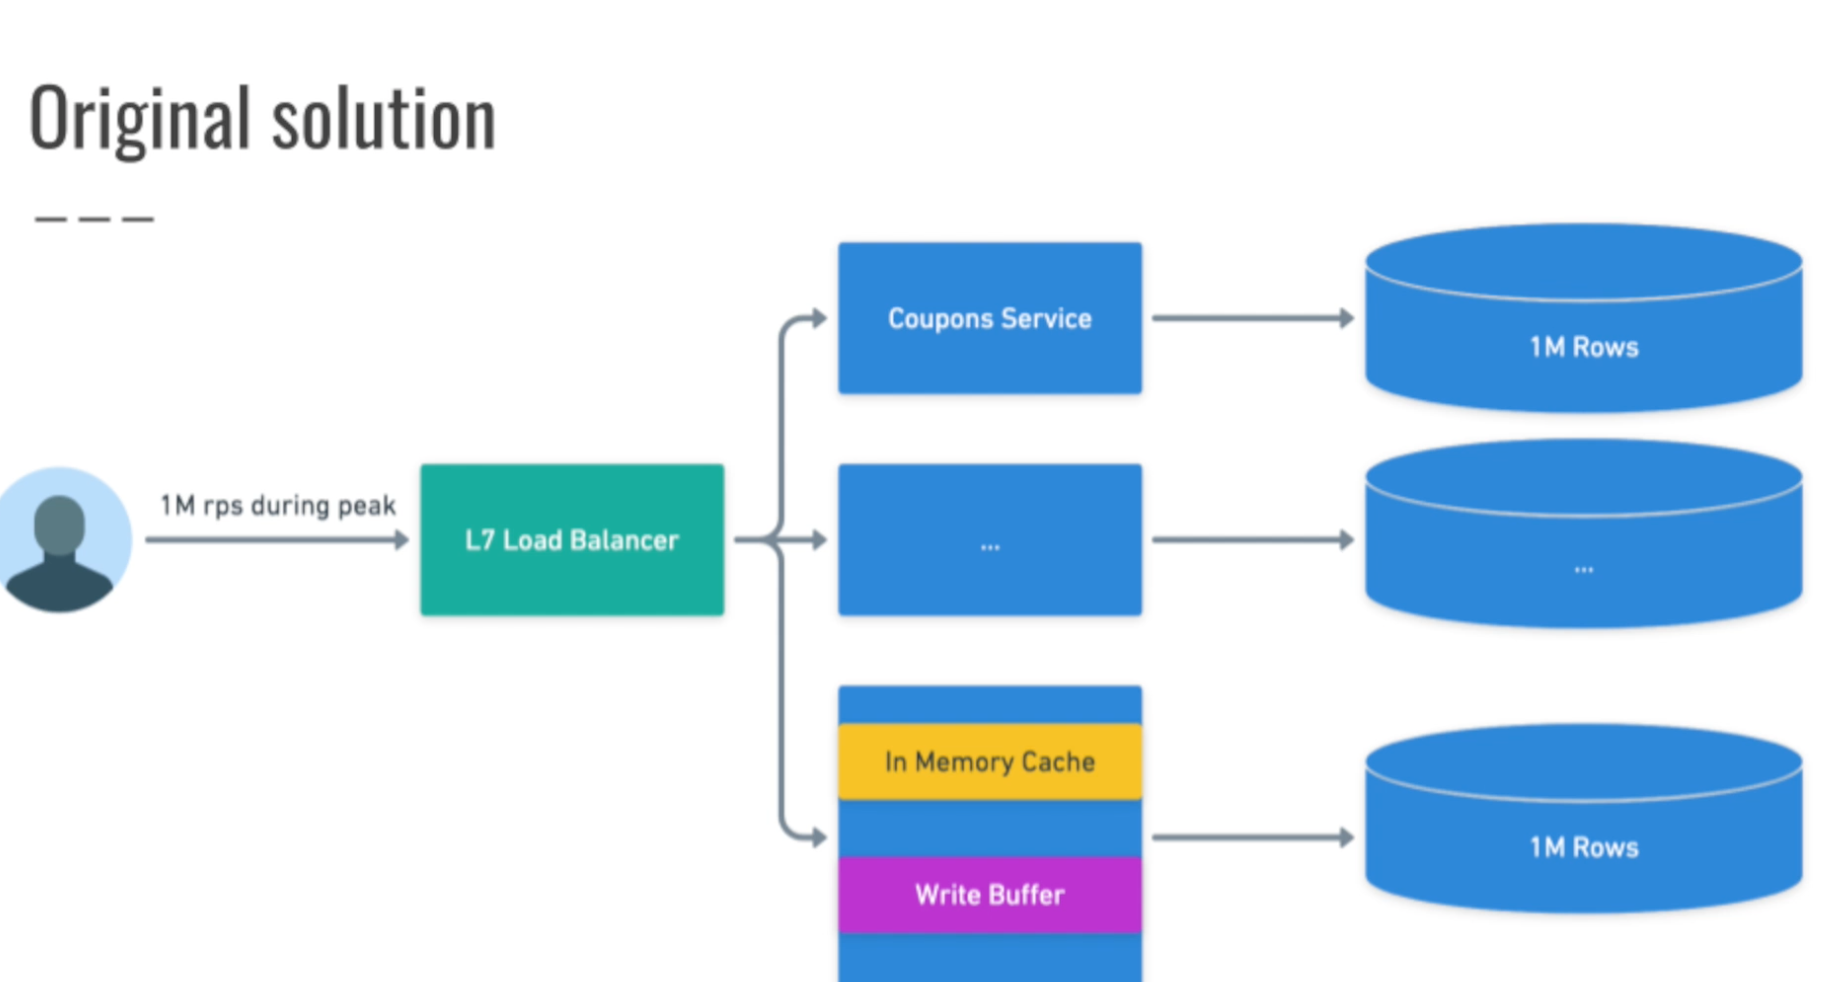 Original solution
1M rps during peak
L7 Load Balancer
Coupons Service
1M Rows
...
...
In Memory Cache
Write Buffer
1M Rows